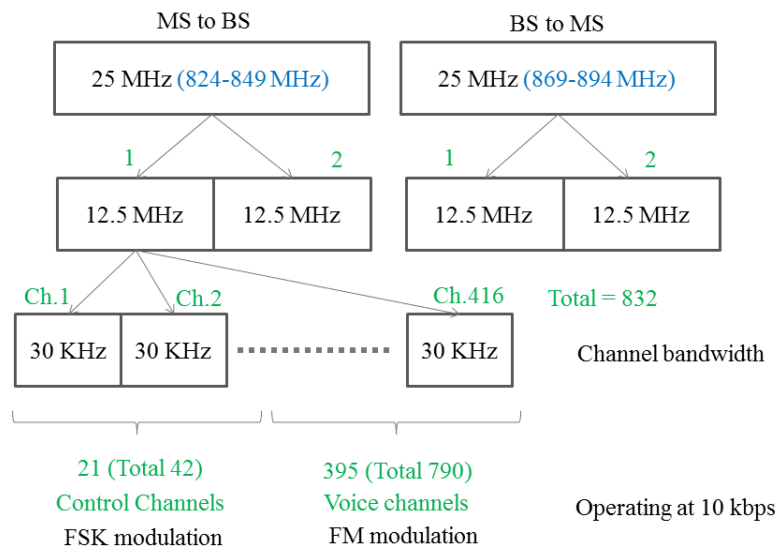 MS to BS
BS to MS
25 MHz (824-849 MHz)
25 MHz (869-894 MHz)
1
2
1
2
12.5 MHz
12.5 MHz
12.5 MHz
12.5 MHz
Ch.1
Ch.2
Ch.416
Total = 832
30 KHz
30 KHz
30 KHz
Channel bandwidth
21 (Total 42)
Control Channels
FSK modulation
395 (Total 790)
Voice channels
FM modulation
Operating at 10 kbps